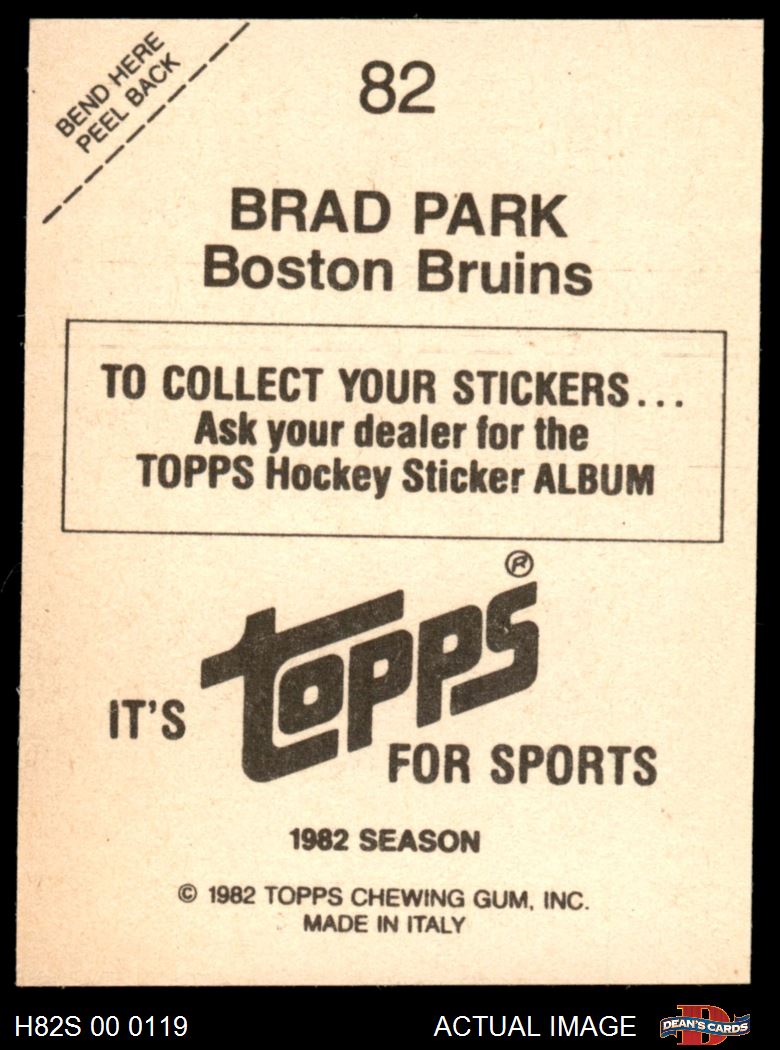 BEND HERE
PEEL BACK
82
BRAD PARK
Boston Bruins
TO COLLECT YOUR STICKERS...
Ask your dealer for the
TOPPS Hockey Sticker ALBUM
®
IT'S topps FOR SPORTS
1982 SEASON
© 1982 TOPPS CHEWING GUM, INC.
MADE IN ITALY
H82S 00 0119
ACTUAL IMAGE
D
DEAN'S CARDS